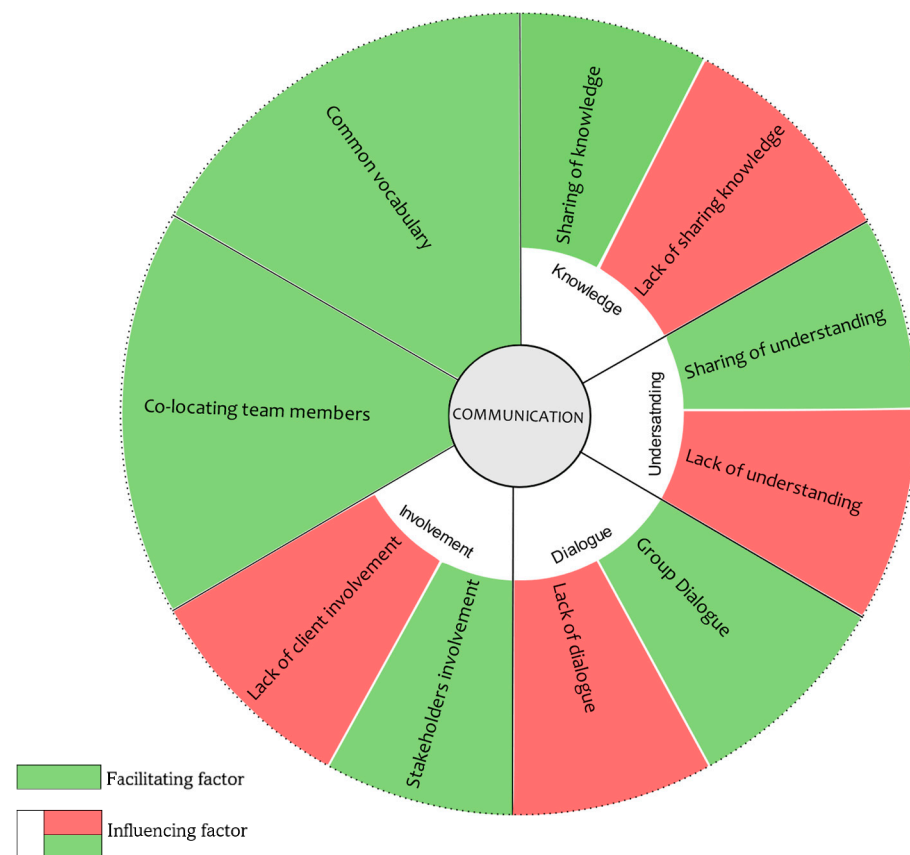 Common vocabulary
Sharing of knowledge
Lack of sharing knowledge
Knowledge
Sharing of understanding
Undersatnding
Lack of understanding
Co-locating team members
COMMUNICATION
Involvement
Dialogue
Group Dialogue
Lack of dialogue
Stakeholders involvement
Lack of client involvement
Facilitating factor
Influencing factor